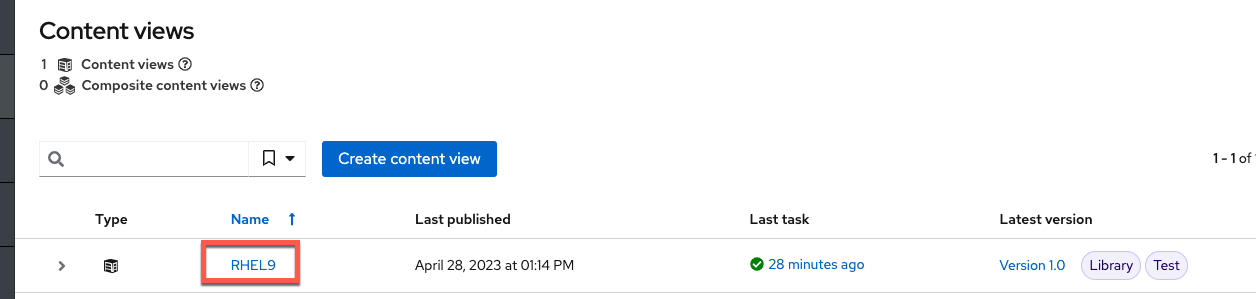 Content views
1 Content views
0 Composite content views
Create content view
1 - 1 of
Type Name Last published Last task Latest version
RHEL9 April 28, 2023 at 01:14 PM 28 minutes ago Version 1.0 Library Test